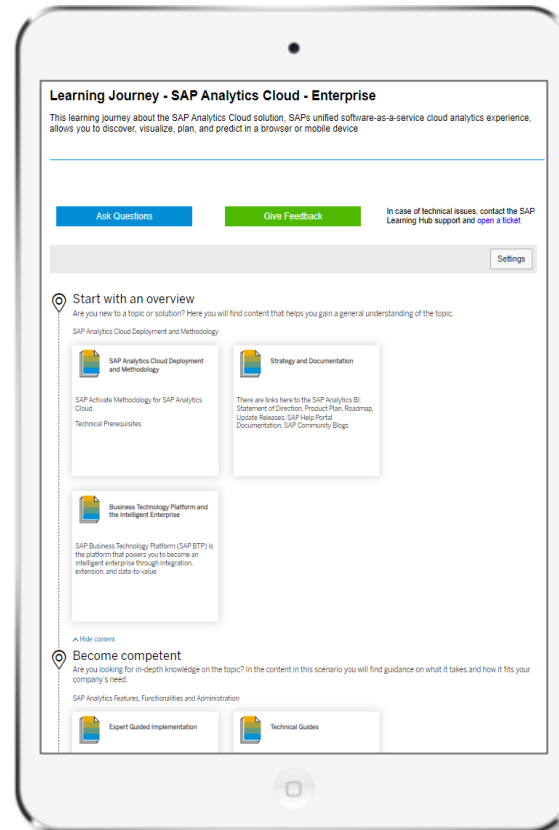 Learning Journey - SAP Analytics Cloud - Enterprise
This learning journey about the SAP Analytics Cloud solution, SAPs unified software-as-a-service cloud analytics experience,
allows you to discover, visualize, plan, and predict in a browser or mobile device
Ask Questions
Give Feedback
In case of technical issues, contact the SAP
Learning Hub support and open a ticket.
Settings
Start with an overview
Are you new to a topic or solution? Here you will find content that helps you gain a general understanding of the topic.
SAP Analytics Cloud Deployment and Methodology
SAP Analytics Cloud Deployment
and Methodology
SAP Activate Methodology for SAP Analytics
Cloud
Technical Prerequisites
Strategy and Documentation
There are links here to the SAP Analytics BI:
Statement of Direction, Product Plan, Roadmap,
Update Releases, SAP Help Portal
Documentation, SAP Community Blogs
Business Technology Platform and
the Intelligent Enterprise
SAP Business Technology Platform (SAP BTP) is
the platform that powers you to become an
intelligent enterprise through integration,
extension, and data-to-value
Hide content
Become competent
Are you looking for in-depth knowledge on the topic? In the content in this scenario you will find guidance on what it takes and how it fits your
company's need.
SAP Analytics Features, Functionalities and Administration
Expert Guided Implementation
Technical Guides